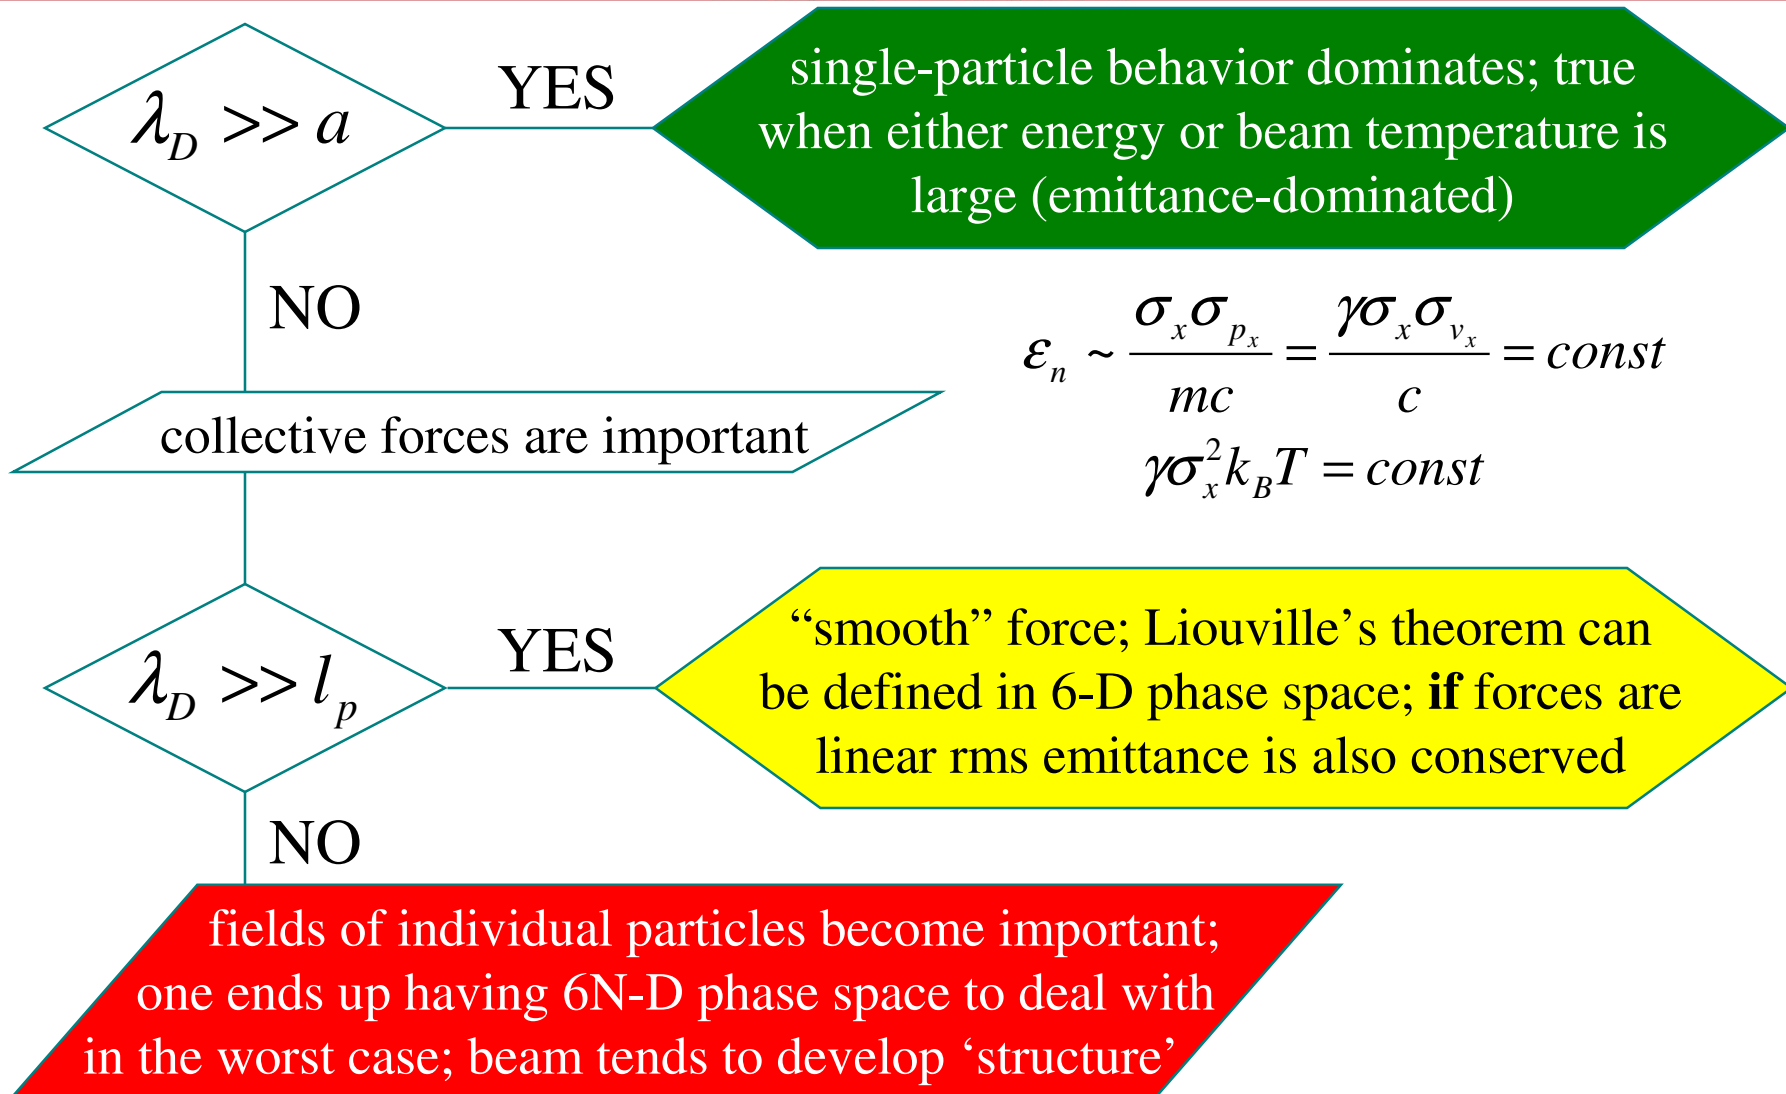 λ_D >> a
YES
single-particle behavior dominates; true
when either energy or beam temperature is
large (emittance-dominated)
NO
ε_n ~ σ_x σ_{p_x} / mc = γσ_x σ_{v_x} / c = const
γσ_x^2 k_B T = const
collective forces are important
λ_D >> l_p
YES
“smooth” force; Liouville’s theorem can
be defined in 6-D phase space; if forces are
linear rms emittance is also conserved
NO
fields of individual particles become important;
one ends up having 6N-D phase space to deal with
in the worst case; beam tends to develop ‘structure’